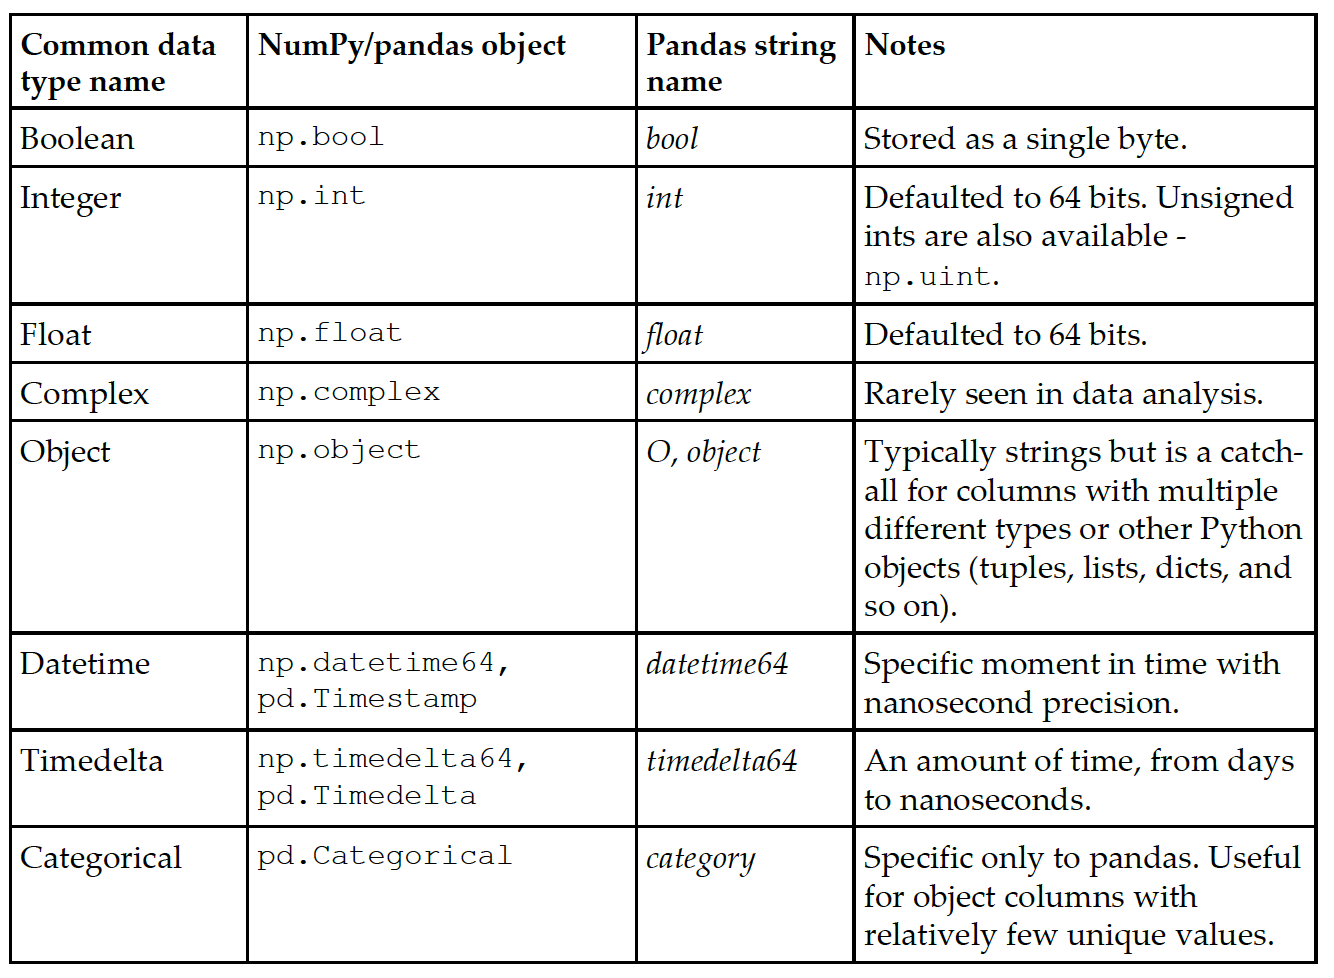 Common data type name | NumPy/pandas object | Pandas string name | Notes
Boolean | np.bool | bool | Stored as a single byte.
Integer | np.int | int | Defaulted to 64 bits. Unsigned
ints are also available -
np.uint.
Float | np.float | float | Defaulted to 64 bits.
Complex | np.complex | complex | Rarely seen in data analysis.
Object | np.object | O, object | Typically strings but is a catch-
all for columns with multiple
different types or other Python
objects (tuples, lists, dicts, and
so on).
Datetime | np.datetime64, pd.Timestamp | datetime64 | Specific moment in time with
nanosecond precision.
Timedelta | np.timedelta64, pd.Timedelta | timedelta64 | An amount of time, from days
to nanoseconds.
Categorical | pd.Categorical | category | Specific only to pandas. Useful
for object columns with
relatively few unique values.